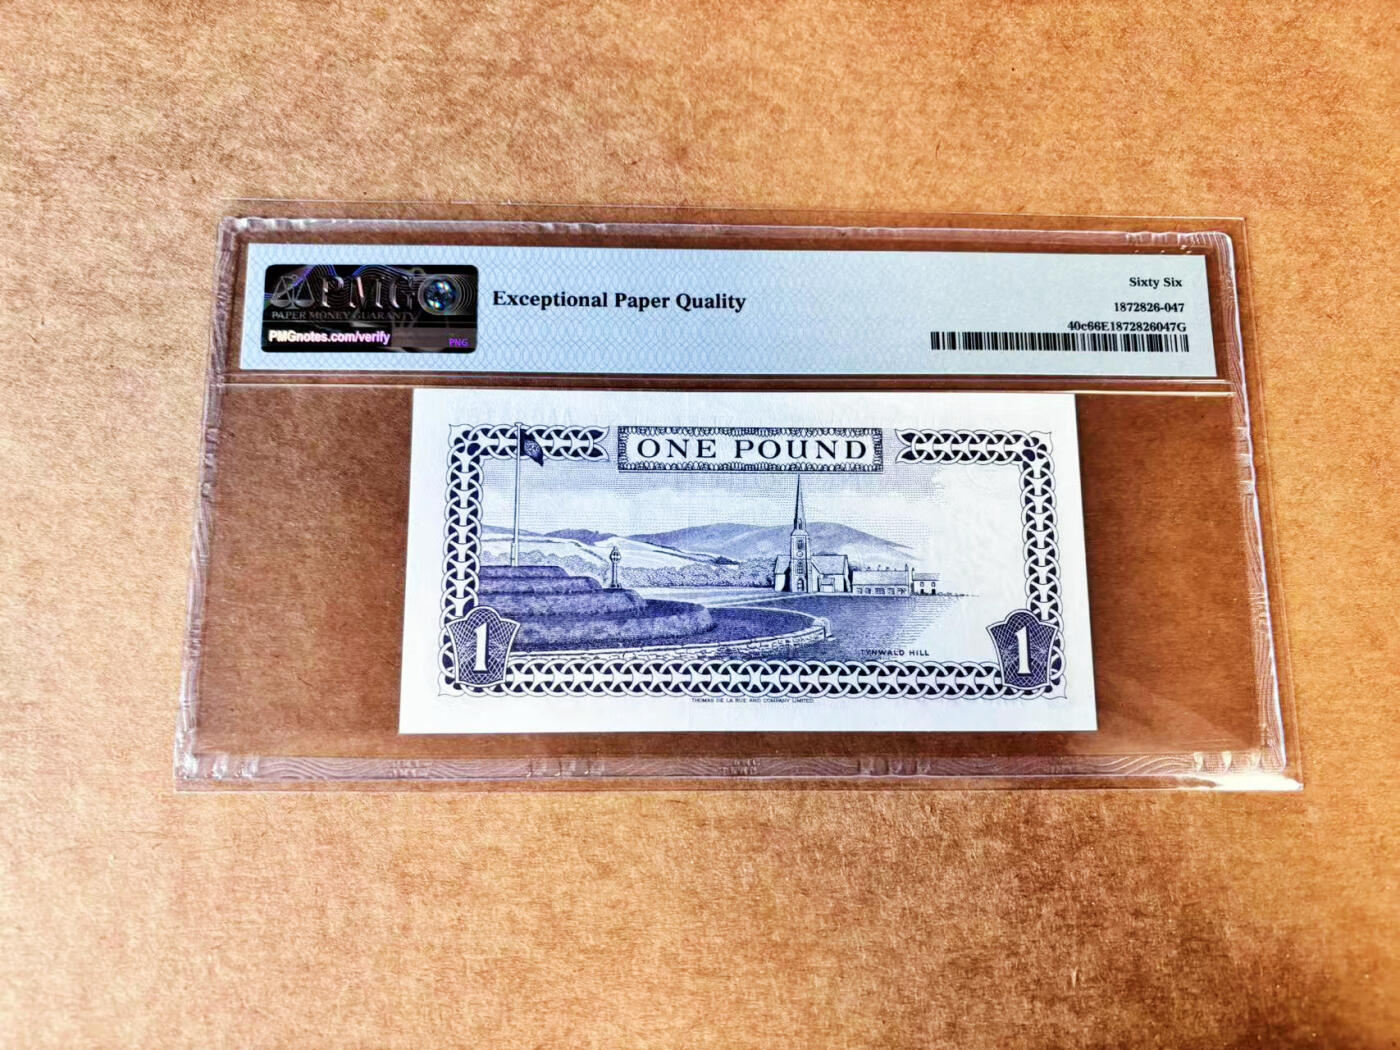 PMG
PAPER MONEY GUARANTY
PMGnotes.com/verify
PNG
Exceptional Paper Quality
Sixty Six
1872826-047
40c66E1872826047G
ONE POUND
1
1
TYNWALD HILL
THOMAS DE LA RUE AND COMPANY LIMITED